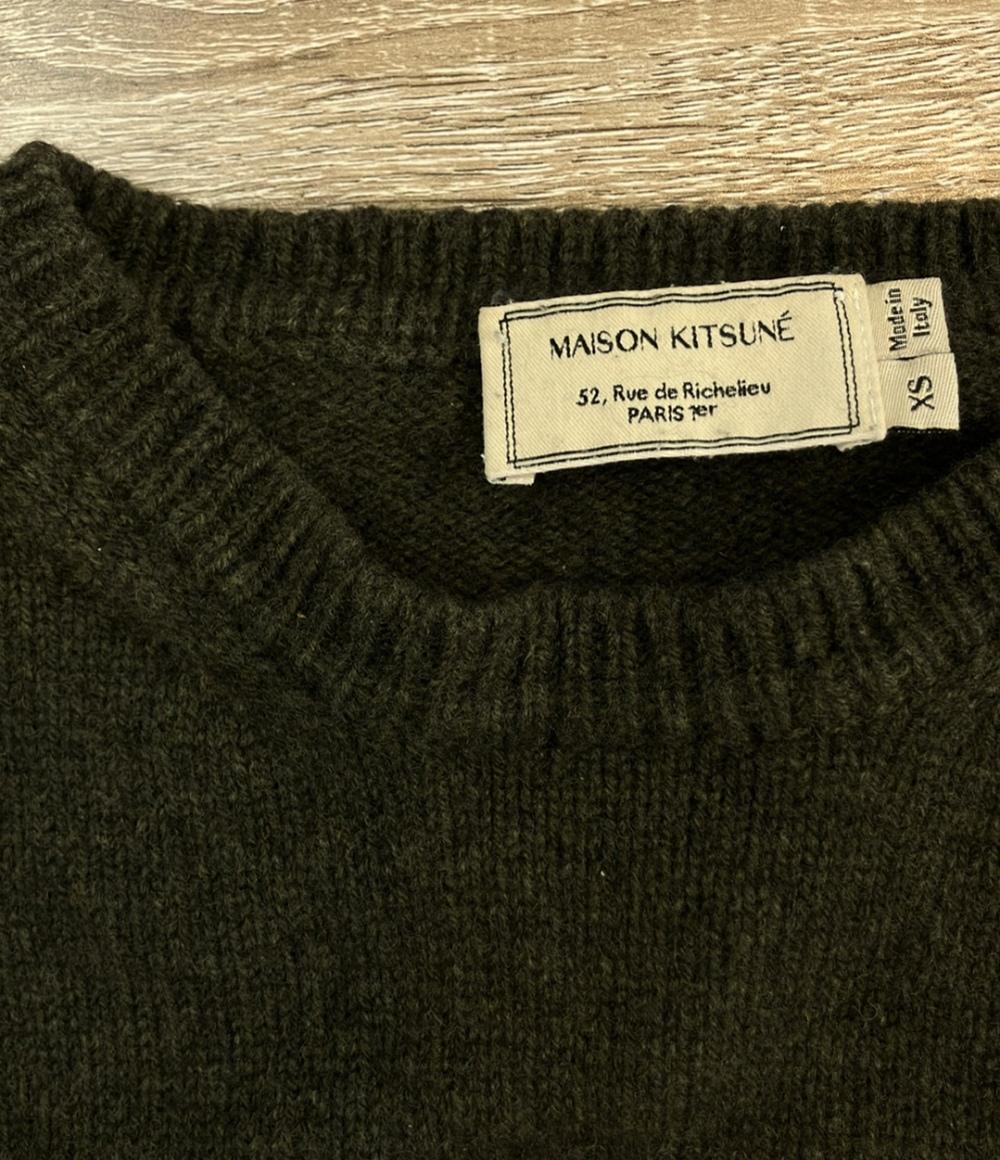 MAISON KITSUNÉ
52, Rue de Richelieu
PARIS 1er
Made in
Italy
XS